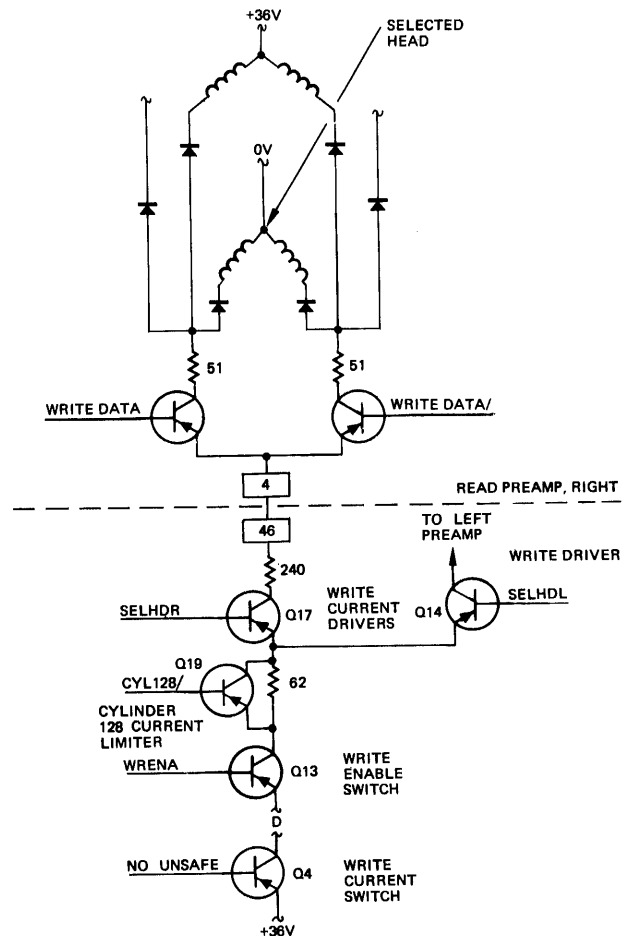 +36V
SELECTED
HEAD
0V
51
51
WRITE DATA
WRITE DATA/
4
READ PREAMP, RIGHT
46
TO LEFT
PREAMP
WRITE DRIVER
240
SELHDR
Q17
WRITE
CURRENT
DRIVERS
Q14
SELHDL
Q19
CYL128/
62
CYLINDER
128 CURRENT
LIMITER
WRENA
Q13
WRITE
ENABLE
SWITCH
D
NO UNSAFE
Q4
WRITE
CURRENT
SWITCH
+36V